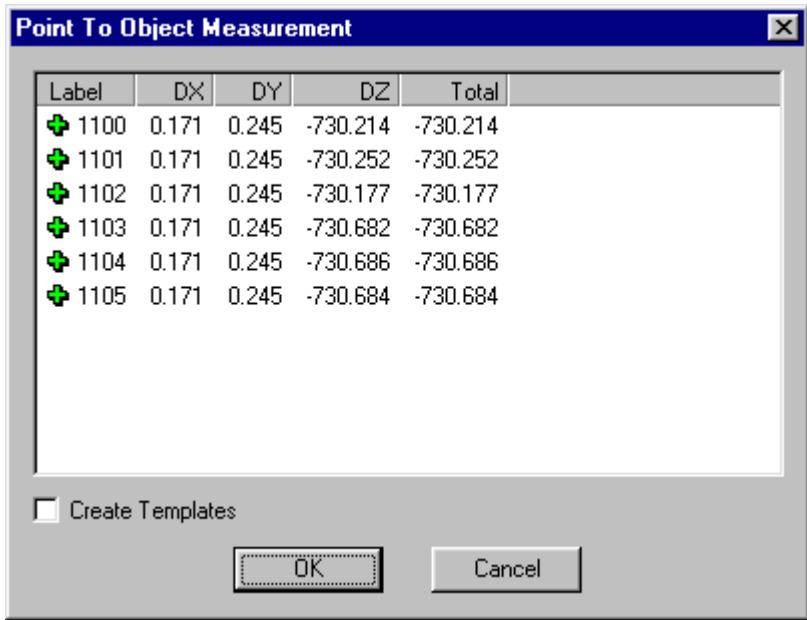 Point To Object Measurement
Label DX DY DZ Total
1100 0.171 0.245 -730.214 -730.214
1101 0.171 0.245 -730.252 -730.252
1102 0.171 0.245 -730.177 -730.177
1103 0.171 0.245 -730.682 -730.682
1104 0.171 0.245 -730.686 -730.686
1105 0.171 0.245 -730.684 -730.684
Create Templates
OK Cancel